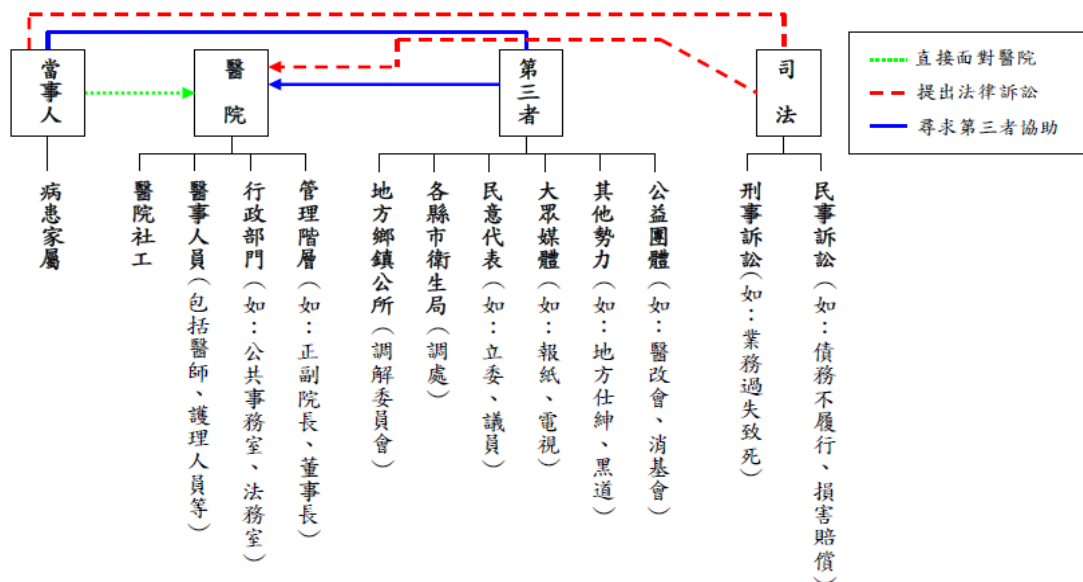 當事人
醫院
第三者
司法
直接面對醫院
提出法律訴訟
尋求第三者協助
病患家屬
醫院社工
醫事人員（包括醫師、護理人員等）
行政部門（如：公共事務室、法務室）
管理階層（如：正副院長、董事長）
地方鄉鎮公所（調解委員會）
各縣市衛生局（調處）
民意代表（如：立委、議員）
大眾媒體（如：報紙、電視）
其他勢力（如：地方仕紳、黑道）
公益團體（如：醫改會、消基會）
刑事訴訟(如：業務過失致死）
民事訴訟（如：債務不履行、損害賠償）